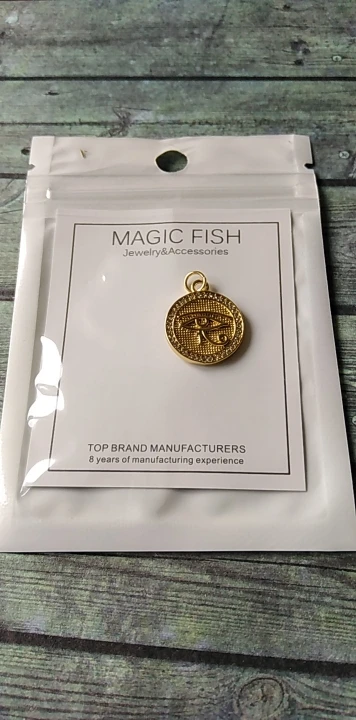 MAGIC FISH
Jewelry&Accessories
TOP BRAND MANUFACTURERS
8 years of manufacturing experience